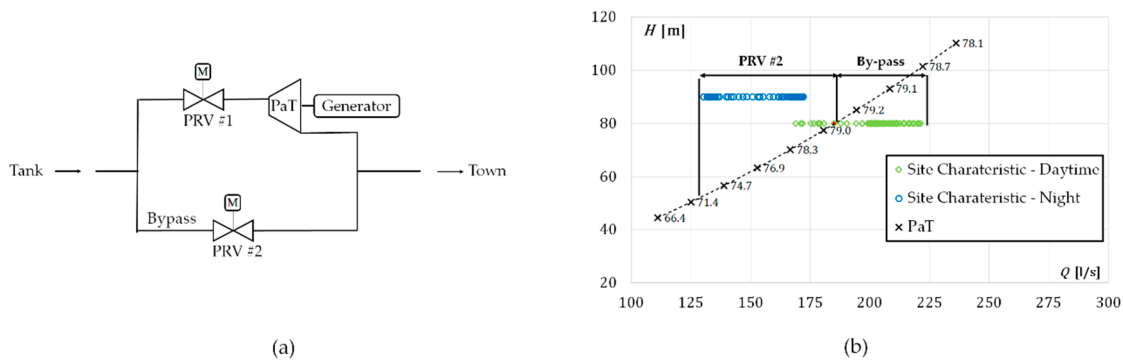 M
PRV #1
PaT
Generator
Tank
Town
Bypass
M
PRV #2
(a)
120
100
80
60
40
20
H [m]
PRV #2
By-pass
78.1
78.7
79.1
79.2
79.0
78.3
76.9
74.7
71.4
66.4
Site Charateristic - Daytime
Site Charateristic - Night
PaT
Q [l/s]
100
125
150
175
200
225
250
275
300
(b)